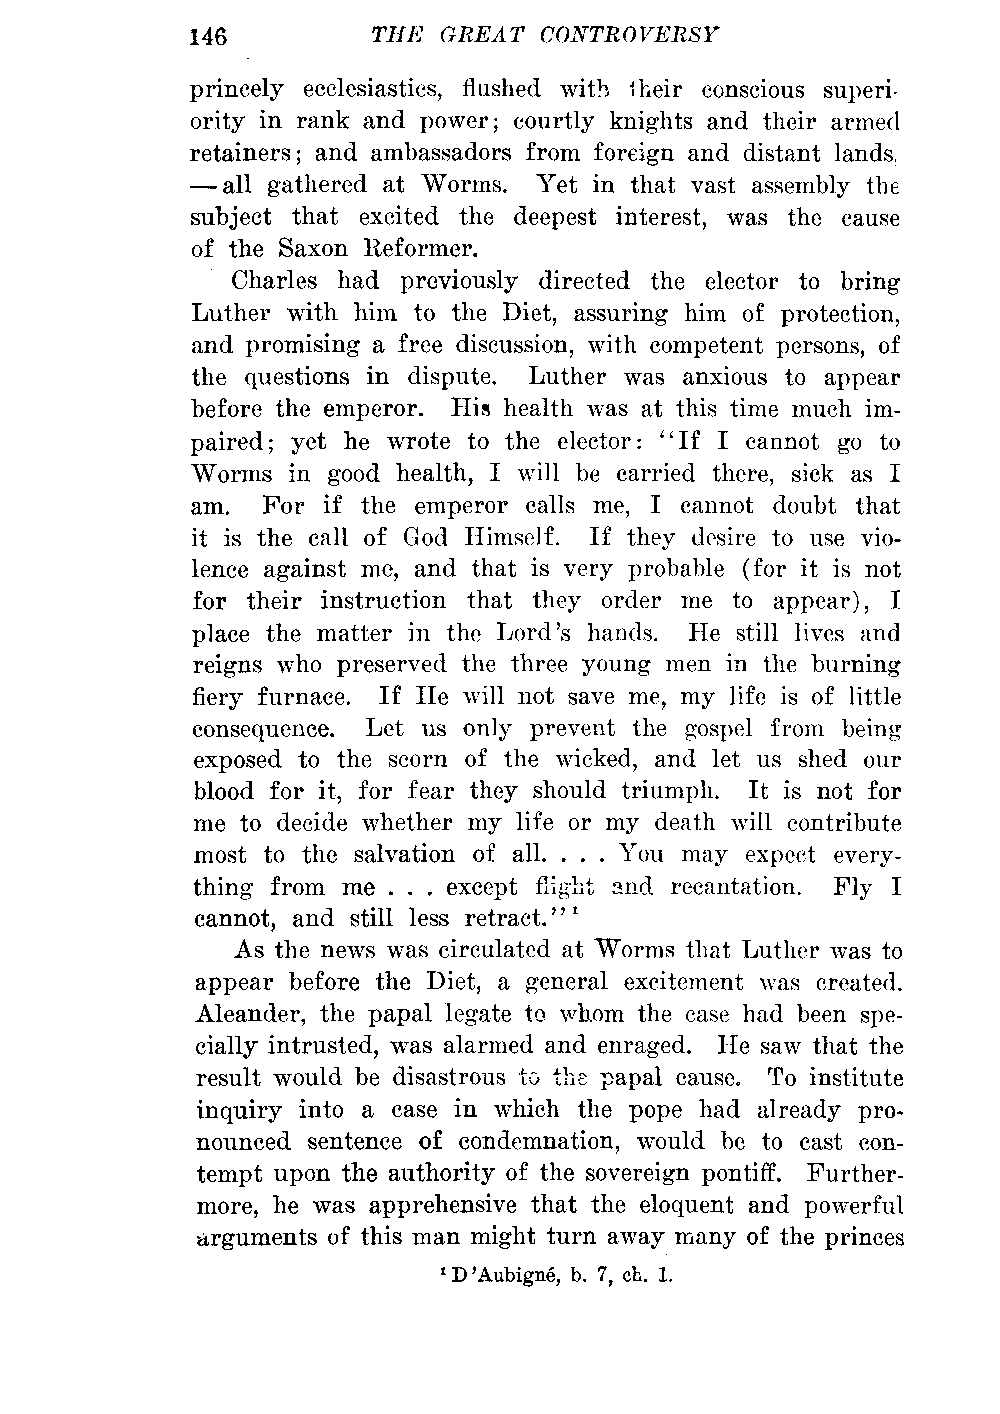 146 THE GREAT CONTROVERSY
princely ecclesiastics, flushed with their conscious superi-
ority in rank and power; courtly knights and their armed
retainers; and ambassadors from foreign and distant lands,
— all gathered at Worms. Yet in that vast assembly the
subject that excited the deepest interest, was the cause
of the Saxon Reformer.
Charles had previously directed the elector to bring
Luther with him to the Diet, assuring him of protection,
and promising a free discussion, with competent persons, of
the questions in dispute. Luther was anxious to appear
before the emperor. His health was at this time much im-
paired; yet he wrote to the elector: "If I cannot go to
Worms in good health, I will be carried there, sick as I
am. For if the emperor calls me, I cannot doubt that
it is the call of God Himself. If they desire to use vio-
lence against me, and that is very probable (for it is not
for their instruction that they order me to appear), I
place the matter in the Lord's hands. He still lives and
reigns who preserved the three young men in the burning
fiery furnace. If He will not save me, my life is of little
consequence. Let us only prevent the gospel from being
exposed to the scorn of the wicked, and let us shed our
blood for it, for fear they should triumph. It is not for
me to decide whether my life or my death will contribute
most to the salvation of all. . . . You may expect every-
thing from me . . . except flight and recantation. Fly I
cannot, and still less retract."¹
As the news was circulated at Worms that Luther was to
appear before the Diet, a general excitement was created.
Aleander, the papal legate to whom the case had been spe-
cially intrusted, was alarmed and enraged. He saw that the
result would be disastrous to the papal cause. To institute
inquiry into a case in which the pope had already pro-
nounced sentence of condemnation, would be to cast con-
tempt upon the authority of the sovereign pontiff. Further-
more, he was apprehensive that the eloquent and powerful
arguments of this man might turn away many of the princes
¹ D'Aubigné, b. 7, ch. 1.